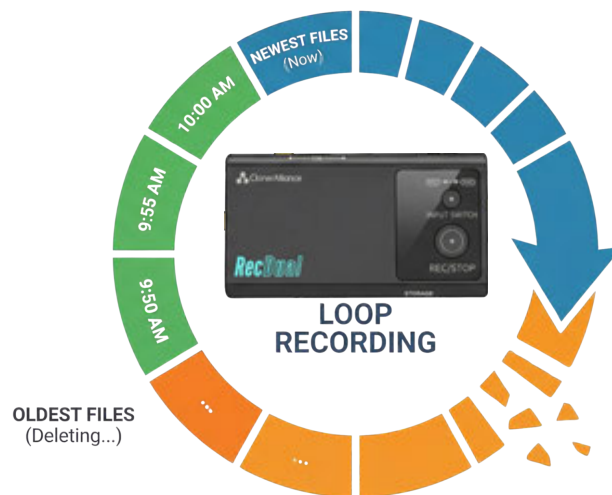 NEWEST FILES
(Now)
10:00 AM
9:55 AM
9:50 AM
...
...
OLDEST FILES
(Deleting...)
ClonerAlliance
INPUT SWITCH
REC/STOP
RecDual
STORAGE
LOOP
RECORDING